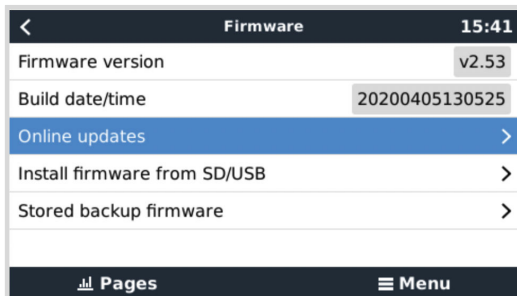 Firmware 15:41
Firmware version v2.53
Build date/time 20200405130525
Online updates
Install firmware from SD/USB
Stored backup firmware
Pages Menu